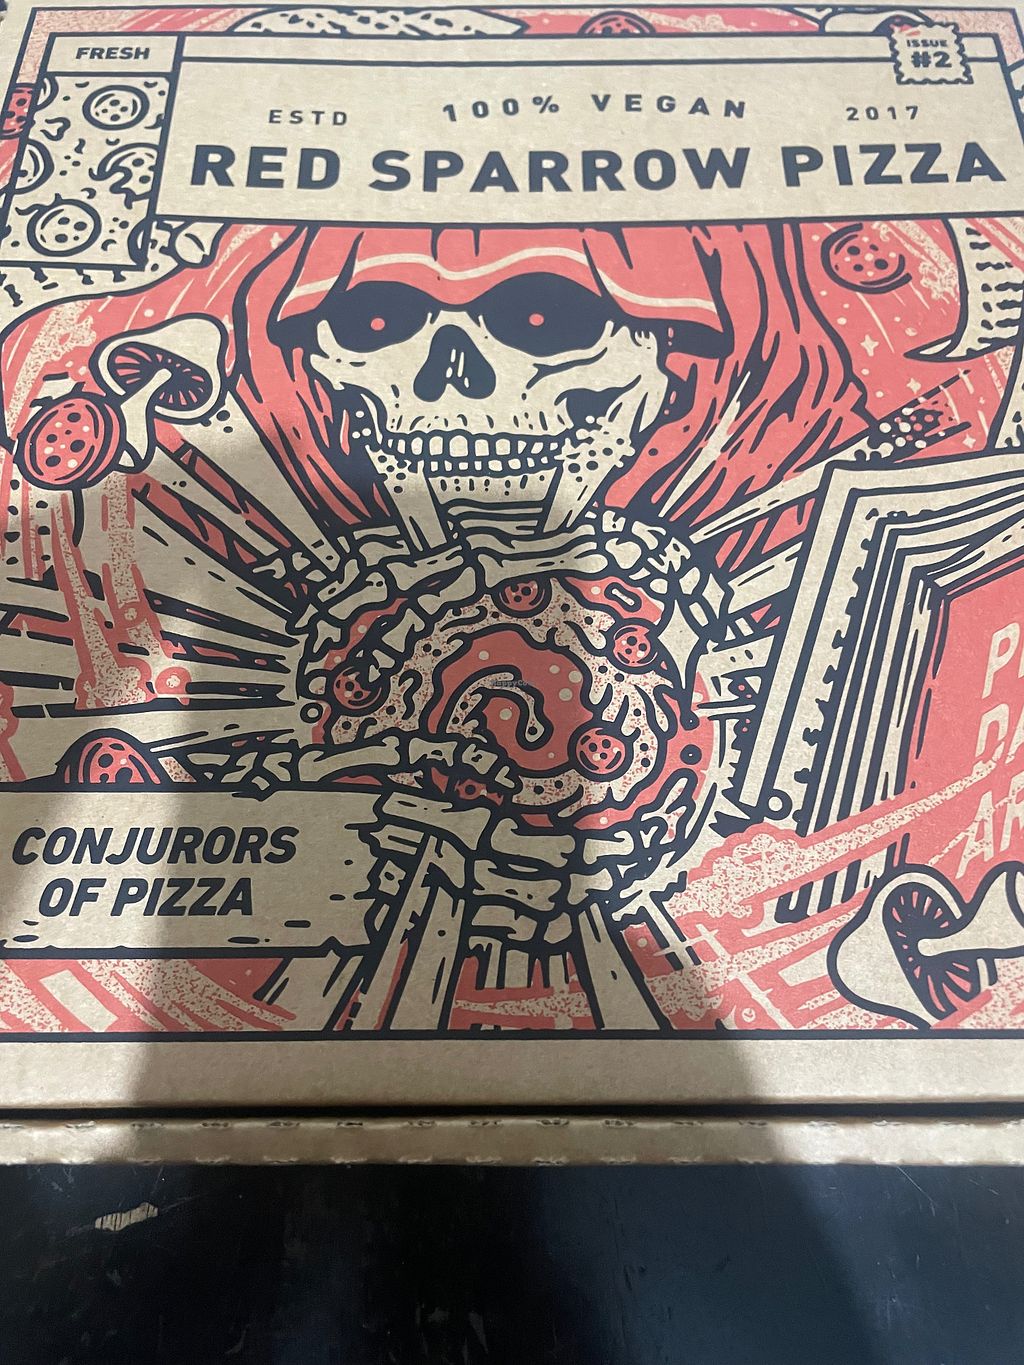 FRESH
ISSUE
#2
100% VEGAN
ESTD
2017
RED SPARROW PIZZA
CONJURORS
OF PIZZA